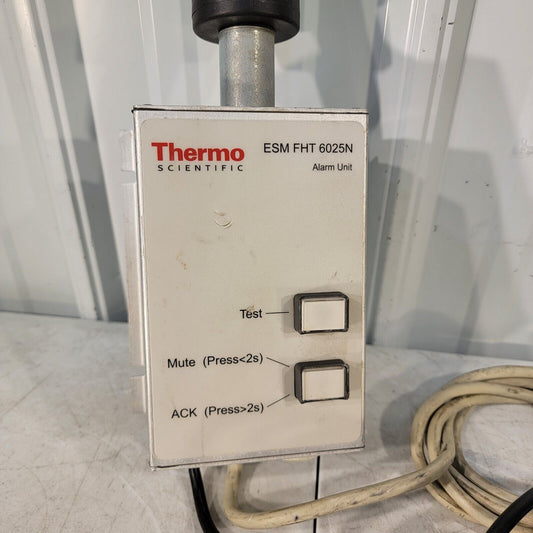 Thermo
SCIENTIFIC
ESM FHT 6025N
Alarm Unit
Test
Mute (Press<2s)
ACK (Press>2s)